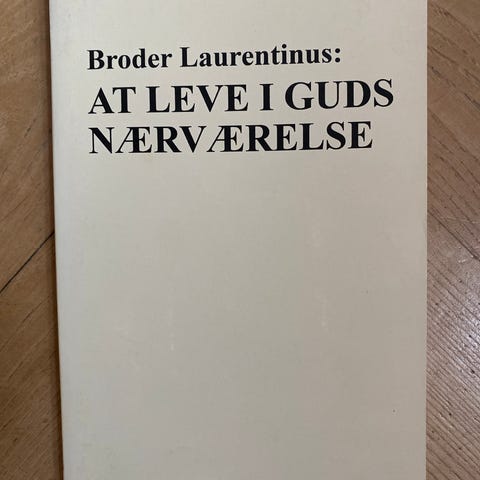 Broder Laurentinus:
AT LEVE I GUDS
NÆRVÆRELSE